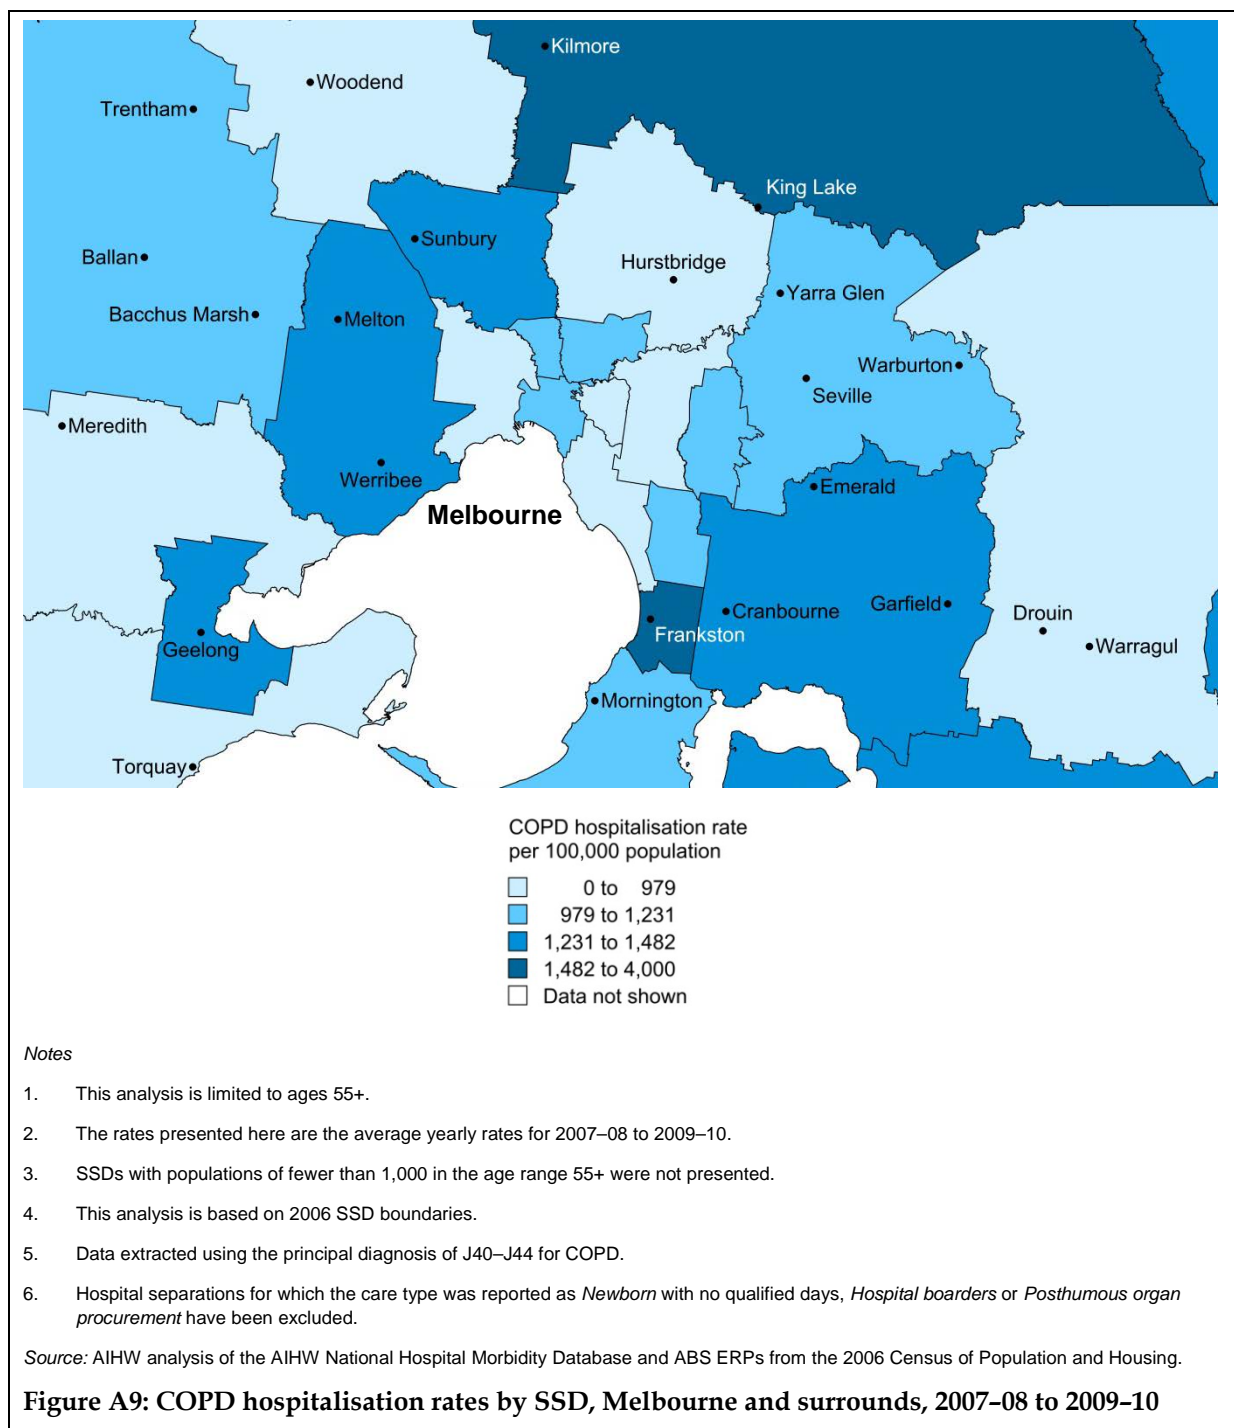 Kilmore
Woodend
Trentham
King Lake
Sunbury
Hurstbridge
Ballan
Yarra Glen
Bacchus Marsh
Melton
Warburton
Seville
Meredith
Werribee
Emerald
Melbourne
Cranbourne
Garfield
Drouin
Frankston
Geelong
Warragul
Mornington
Torquay
COPD hospitalisation rate
per 100,000 population
0 to 979
979 to 1,231
1,231 to 1,482
1,482 to 4,000
Data not shown
Notes
1. This analysis is limited to ages 55+.
2. The rates presented here are the average yearly rates for 2007–08 to 2009–10.
3. SSDs with populations of fewer than 1,000 in the age range 55+ were not presented.
4. This analysis is based on 2006 SSD boundaries.
5. Data extracted using the principal diagnosis of J40–J44 for COPD.
6. Hospital separations for which the care type was reported as Newborn with no qualified days, Hospital boarders or Posthumous organ
procurement have been excluded.
Source: AIHW analysis of the AIHW National Hospital Morbidity Database and ABS ERPs from the 2006 Census of Population and Housing.
Figure A9: COPD hospitalisation rates by SSD, Melbourne and surrounds, 2007–08 to 2009–10